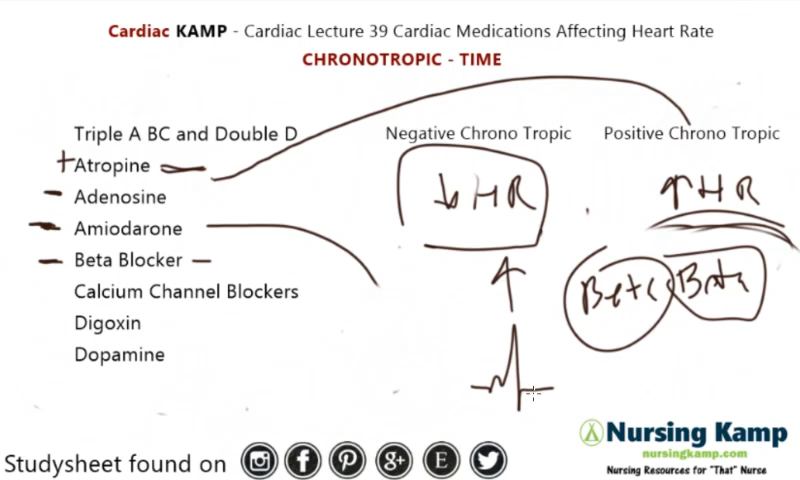 Cardiac KAMP - Cardiac Lecture 39 Cardiac Medications Affecting Heart Rate
CHRONOTROPIC - TIME
Triple A BC and Double D
+Atropine
- Adenosine
- Amiodarone
- Beta Blocker -
Calcium Channel Blockers
Digoxin
Dopamine
Negative Chrono Tropic
↓ HR
Positive Chrono Tropic
↑ HR
Beta
Studysheet found on
Nursing Kamp
nursingkamp.com
Nursing Resources for "That" Nurse